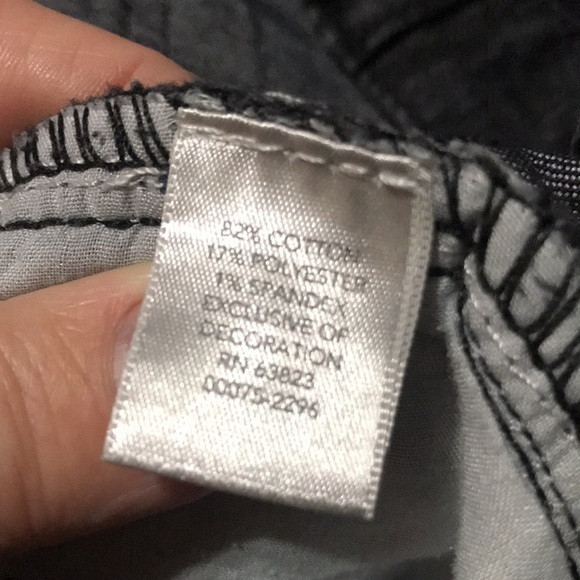 82% COTTON
17% POLYESTER
1% SPANDEX
EXCLUSIVE OF
DECORATION
RN 63823
00075-2296